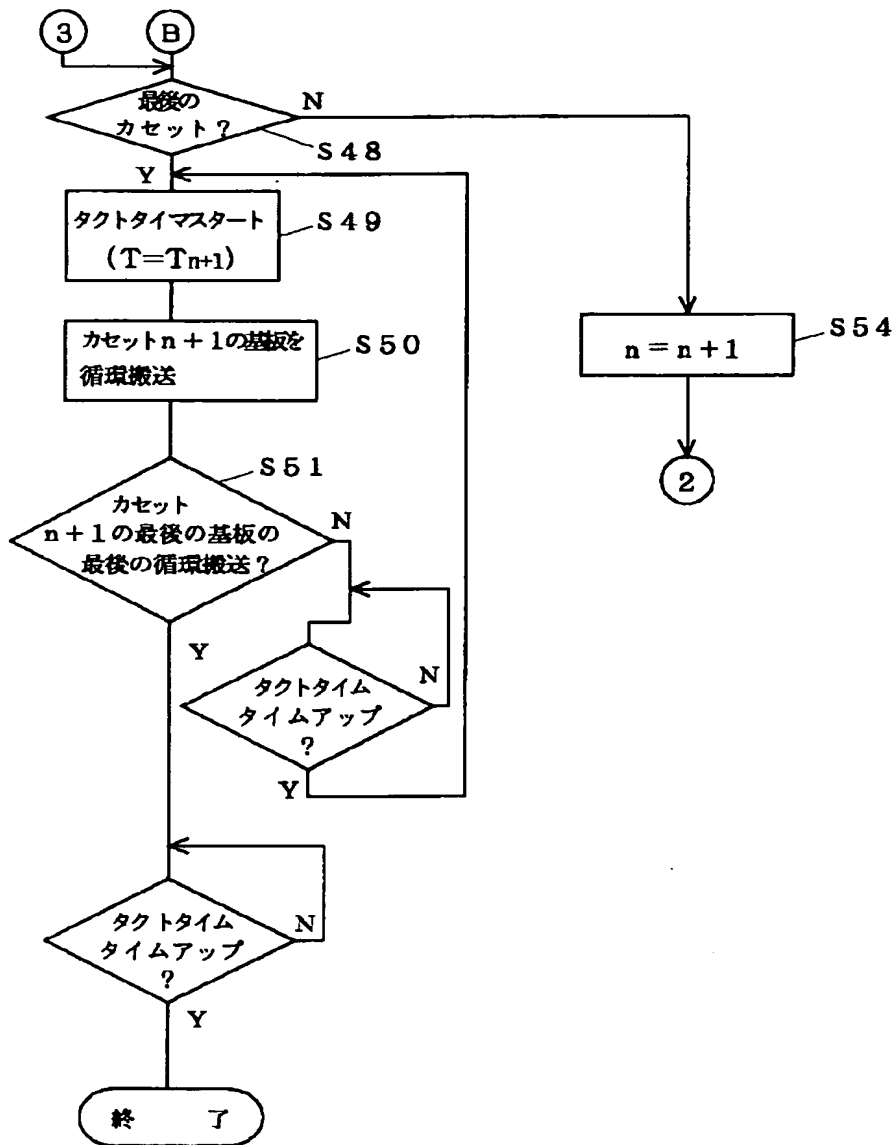 3
B
最後の
カセット?
N
S48
Y
タクトタイマスタート
(T=Tn+1)
S49
カセットn+1の基板を
循環搬送
S50
n=n+1
S54
2
S51
カセット
n+1の最後の基板の
最後の循環搬送?
N
Y
タクトタイム
タイムアップ
?
N
Y
タクトタイム
タイムアップ
?
N
Y
終 了